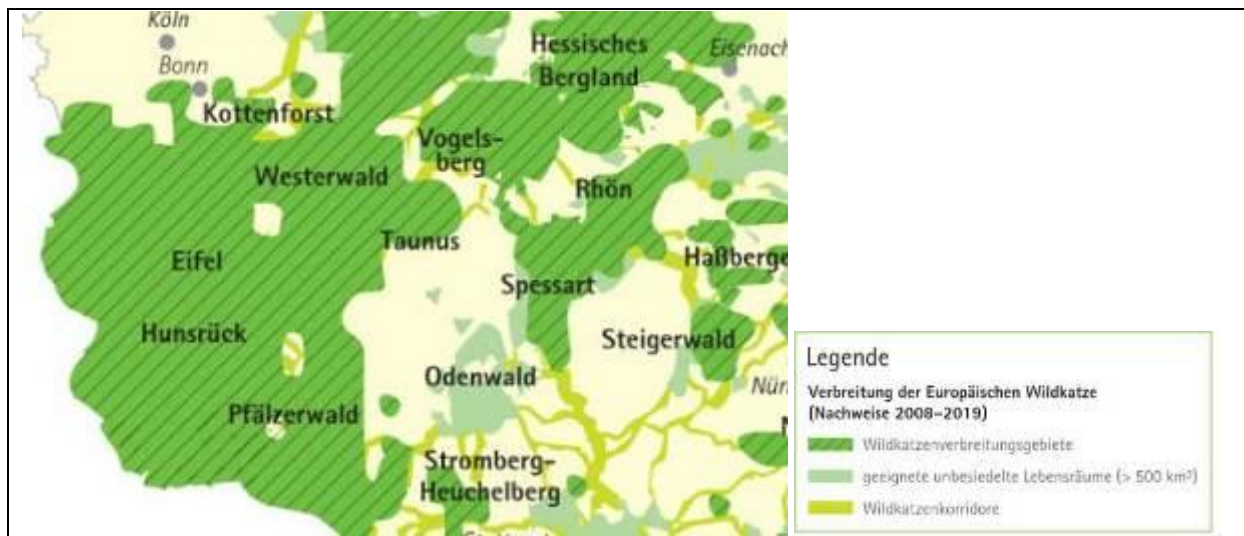 Köln
Hessisches
Eisenach
Bonn
Bergland
Kottenforst
Vogels-
berg
Westerwald
Rhön
Taunus
Eifel
Haßberge
Spessart
Hunsrück
Steigerwald
Odenwald
Pfälzerwald
Stromberg-
Heuchelberg
Legende
Verbreitung der Europäischen Wildkatze
(Nachweise 2008–2019)
Wildkatzenverbreitungsgebiete
geeignete unbesiedelte Lebensräume (> 500 km²)
Wildkatzenkorridore